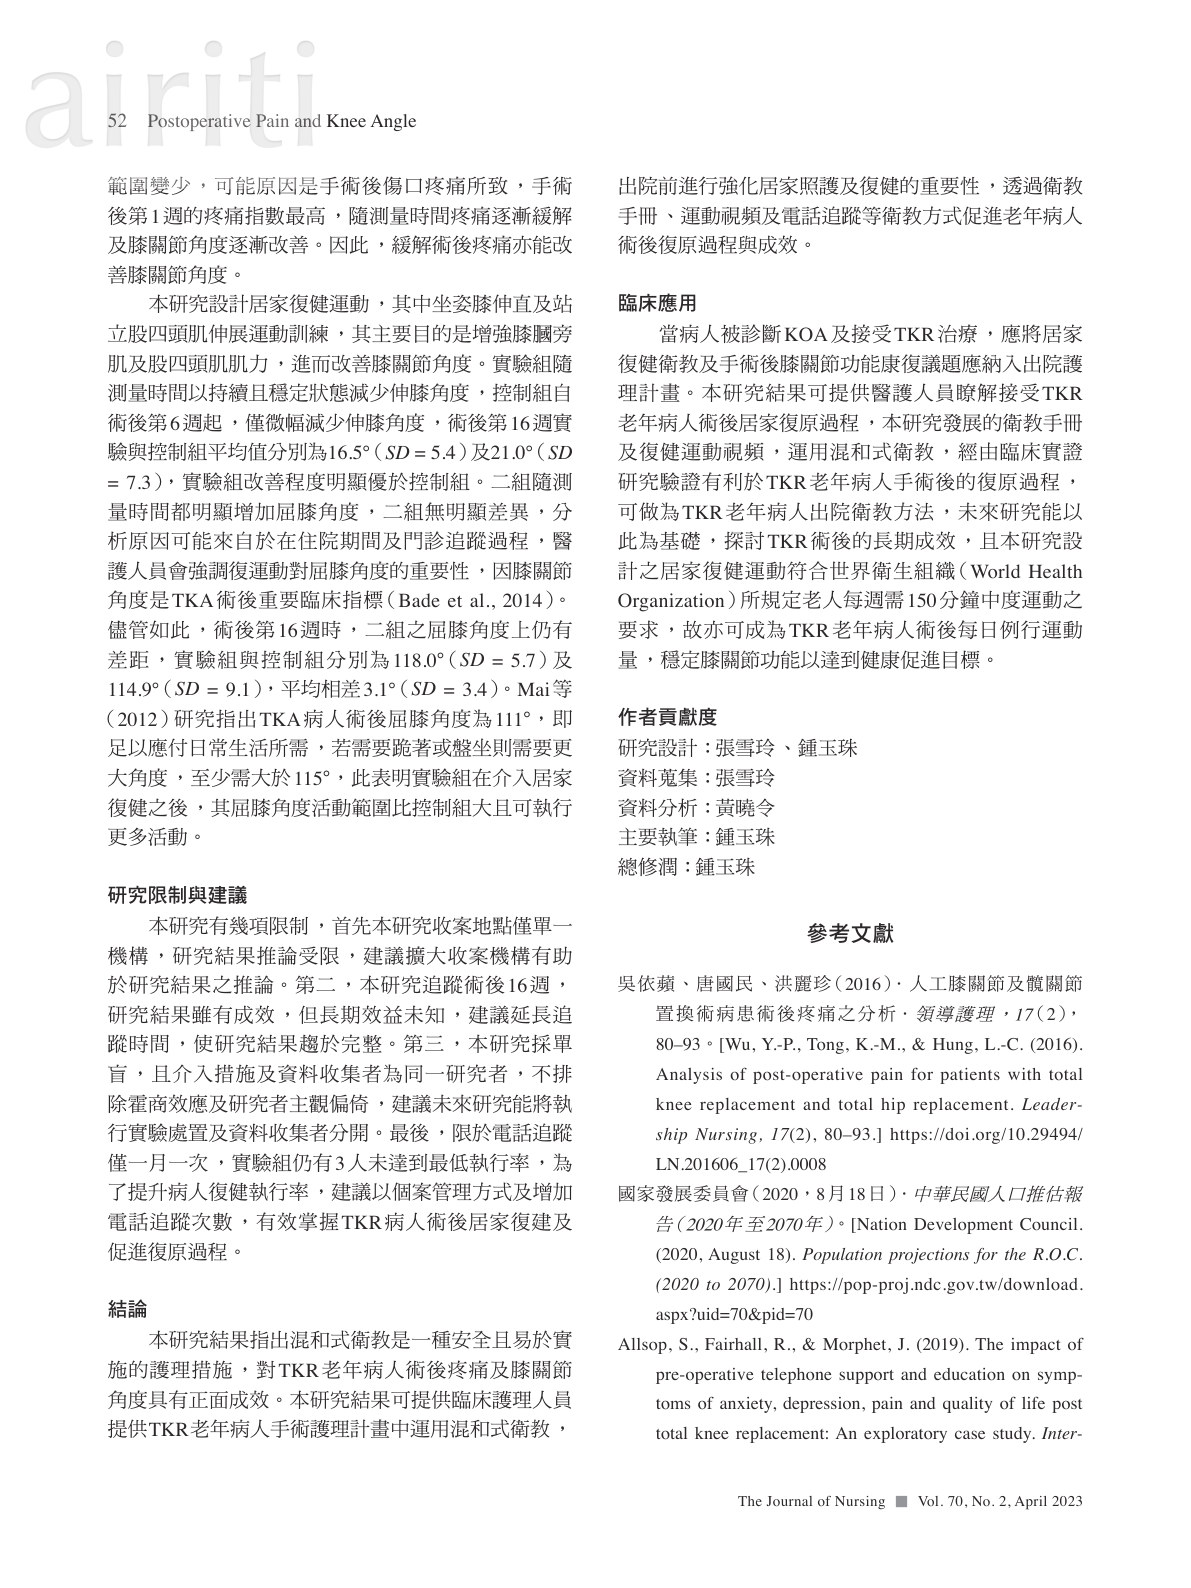 airiti
52 Postoperative Pain and Knee Angle
範圍變少，可能原因是手術後傷口疼痛所致，手術
後第1週的疼痛指數最高，隨測量時間疼痛逐漸緩解
及膝關節角度逐漸改善。因此，緩解術後疼痛亦能改
善膝關節角度。
本研究設計居家復健運動，其中坐姿膝伸直及站
立股四頭肌伸展運動訓練，其主要目的是增強膝膕旁
肌及股四頭肌肌力，進而改善膝關節角度。實驗組隨
測量時間以持續且穩定狀態減少伸膝角度，控制組自
術後第6週起，僅微幅減少伸膝角度，術後第16週實
驗與控制組平均值分別為16.5°（SD = 5.4）及21.0°（SD
= 7.3），實驗組改善程度明顯優於控制組。二組隨測
量時間都明顯增加屈膝角度，二組無明顯差異，分
析原因可能來自於在住院期間及門診追蹤過程，醫
護人員會強調復運動對屈膝角度的重要性，因膝關節
角度是TKA術後重要臨床指標（Bade et al., 2014）。
儘管如此，術後第16週時，二組之屈膝角度上仍有
差距，實驗組與控制組分別為118.0°（SD = 5.7）及
114.9°（SD = 9.1），平均相差3.1°（SD = 3.4）。Mai等
（2012）研究指出TKA病人術後屈膝角度為111°，即
足以應付日常生活所需，若需要跪著或盤坐則需要更
大角度，至少需大於115°，此表明實驗組在介入居家
復健之後，其屈膝角度活動範圍比控制組大且可執行
更多活動。
研究限制與建議
本研究有幾項限制，首先本研究收案地點僅單一
機構，研究結果推論受限，建議擴大收案機構有助
於研究結果之推論。第二，本研究追蹤術後16週，
研究結果雖有成效，但長期效益未知，建議延長追
蹤時間，使研究結果趨於完整。第三，本研究採單
盲，且介入措施及資料收集者為同一研究者，不排
除霍商效應及研究者主觀偏倚，建議未來研究能將執
行實驗處置及資料收集者分開。最後，限於電話追蹤
僅一月一次，實驗組仍有3人未達到最低執行率，為
了提升病人復健執行率，建議以個案管理方式及增加
電話追蹤次數，有效掌握TKR病人術後居家復建及
促進復原過程。
結論
本研究結果指出混和式衛教是一種安全且易於實
施的護理措施，對TKR老年病人術後疼痛及膝關節
角度具有正面成效。本研究結果可提供臨床護理人員
提供TKR老年病人手術護理計畫中運用混和式衛教，
出院前進行強化居家照護及復健的重要性，透過衛教
手冊、運動視頻及電話追蹤等衛教方式促進老年病人
術後復原過程與成效。
臨床應用
當病人被診斷KOA及接受TKR治療，應將居家
復健衛教及手術後膝關節功能康復議題應納入出院護
理計畫。本研究結果可提供醫護人員瞭解接受TKR
老年病人術後居家復原過程，本研究發展的衛教手冊
及復健運動視頻，運用混和式衛教，經由臨床實證
研究驗證有利於TKR老年病人手術後的復原過程，
可做為TKR老年病人出院衛教方法，未來研究能以
此為基礎，探討TKR術後的長期成效，且本研究設
計之居家復健運動符合世界衛生組織（World Health
Organization）所規定老人每週需150分鐘中度運動之
要求，故亦可成為TKR老年病人術後每日例行運動
量，穩定膝關節功能以達到健康促進目標。
作者貢獻度
研究設計：張雪玲、鍾玉珠
資料蒐集：張雪玲
資料分析：黃曉令
主要執筆：鍾玉珠
總修潤：鍾玉珠
參考文獻
吳依蘋、唐國民、洪麗珍（2016）．人工膝關節及髖關節
置換術病患術後疼痛之分析．領導護理，17（2），
80–93。[Wu, Y.-P., Tong, K.-M., & Hung, L.-C. (2016).
Analysis of post-operative pain for patients with total
knee replacement and total hip replacement. Leader-
ship Nursing, 17(2), 80–93.] https://doi.org/10.29494/
LN.201606_17(2).0008
國家發展委員會（2020，8月18日）．中華民國人口推估報
告（2020年至2070年）。[Nation Development Council.
(2020, August 18). Population projections for the R.O.C.
(2020 to 2070).] https://pop-proj.ndc.gov.tw/download.
aspx?uid=70&pid=70
Allsop, S., Fairhall, R., & Morphet, J. (2019). The impact of
pre-operative telephone support and education on symp-
toms of anxiety, depression, pain and quality of life post
total knee replacement: An exploratory case study. Inter-
The Journal of Nursing ■ Vol. 70, No. 2, April 2023